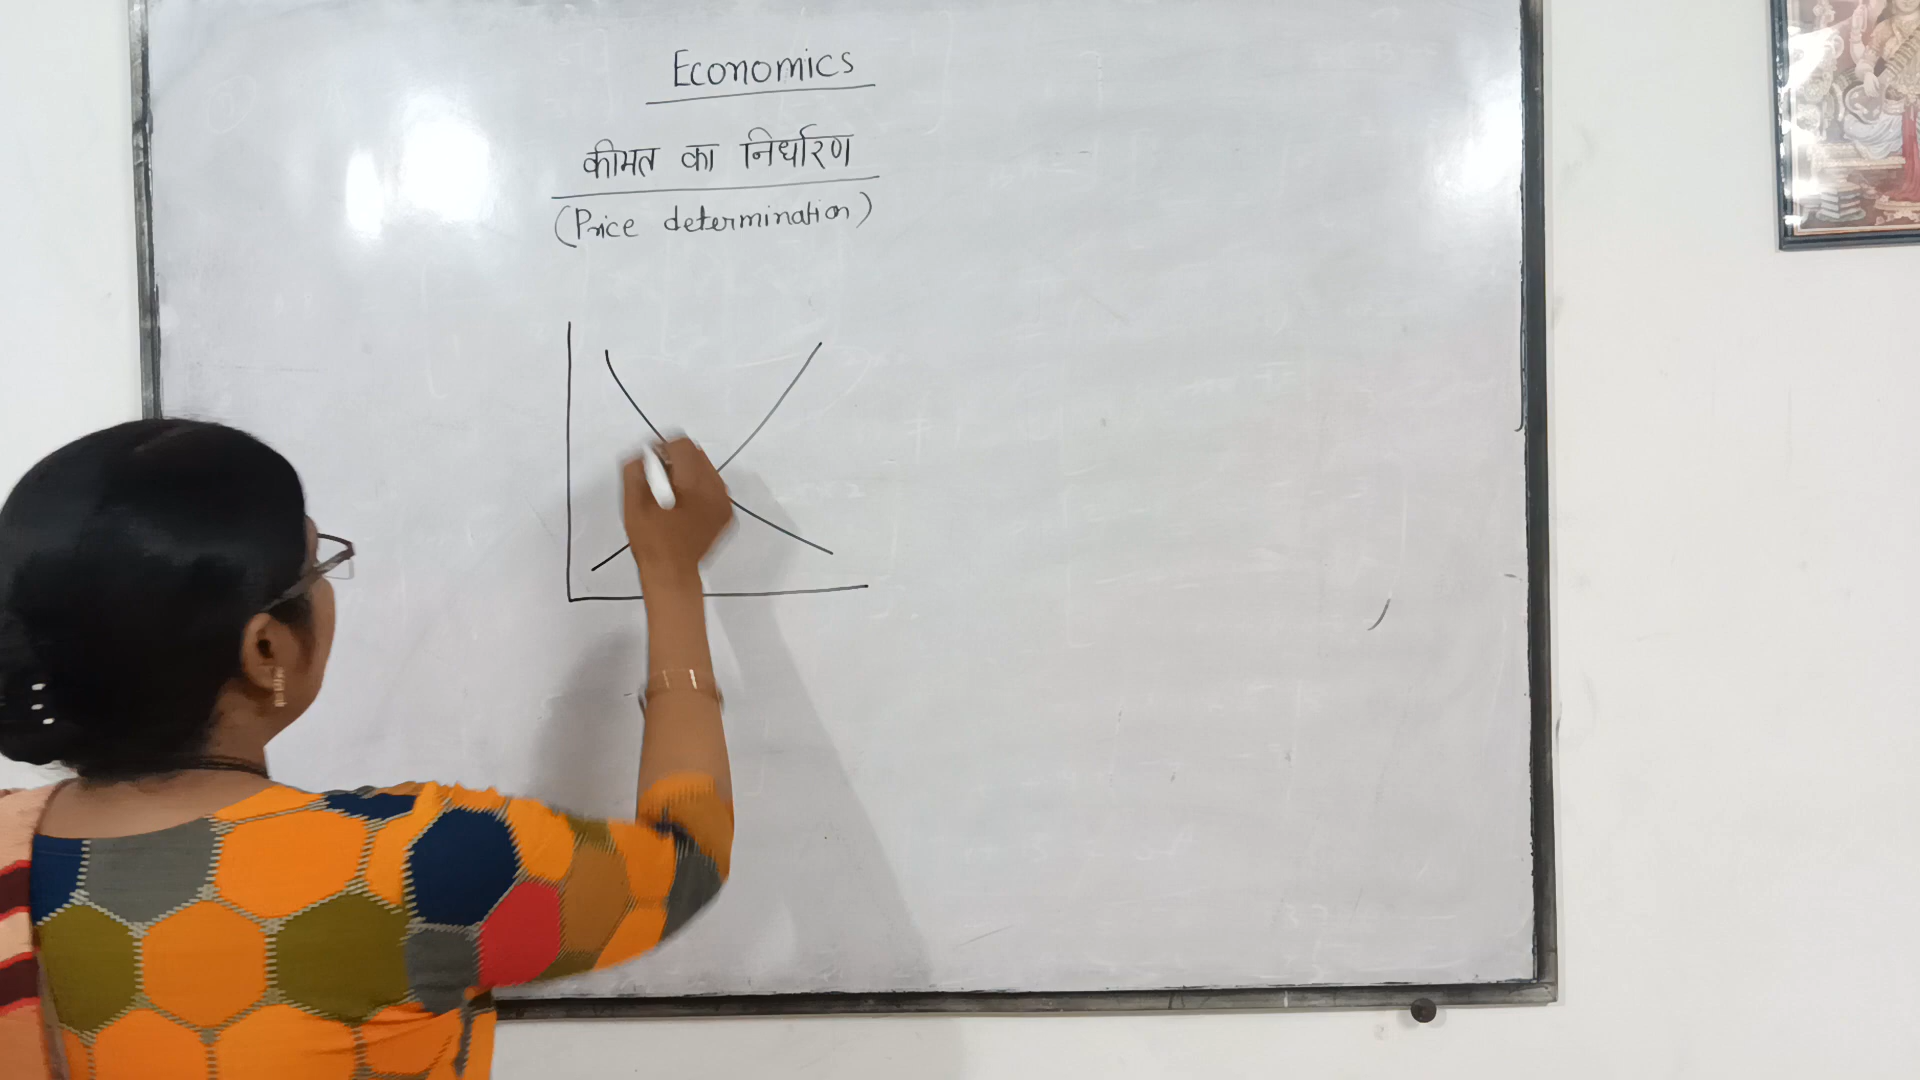 Economics
कीमत का निर्धारण
(Price determination)